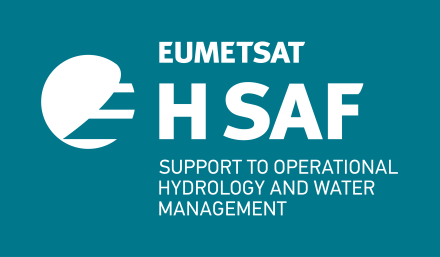 EUMETSAT
H SAF
SUPPORT TO OPERATIONAL
HYDROLOGY AND WATER
MANAGEMENT